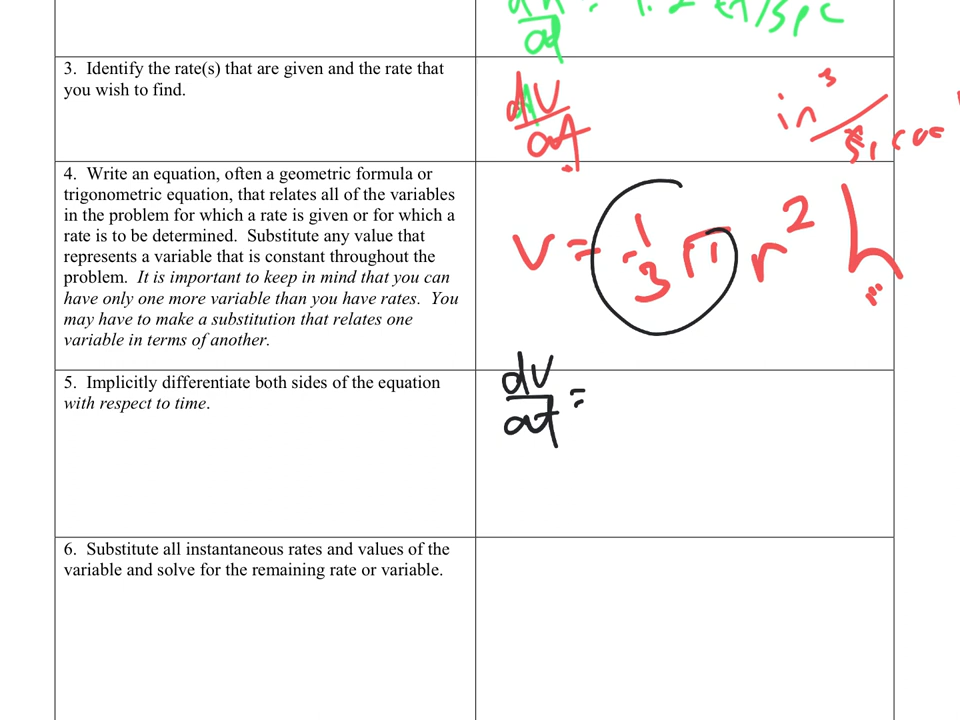 3. Identify the rate(s) that are given and the rate that
you wish to find.
dV
dt
in³/
4. Write an equation, often a geometric formula or
trigonometric equation, that relates all of the variables
in the problem for which a rate is given or for which a
rate is to be determined. Substitute any value that
represents a variable that is constant throughout the
problem. It is important to keep in mind that you can
have only one more variable than you have rates. You
may have to make a substitution that relates one
variable in terms of another.
V = 1/3 π r² h
5. Implicitly differentiate both sides of the equation
with respect to time.
dV
dt =
6. Substitute all instantaneous rates and values of the
variable and solve for the remaining rate or variable.